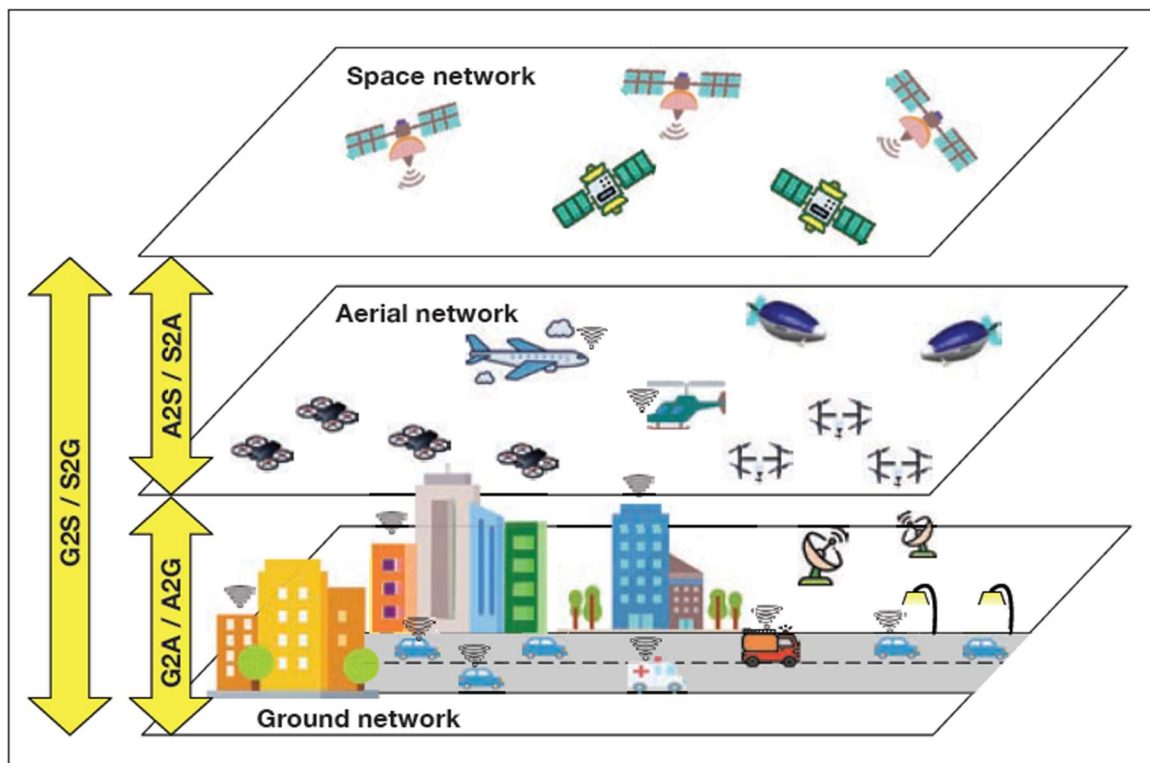 Space network
Aerial network
A2S / S2A
G2S / S2G
G2A / A2G
Ground network